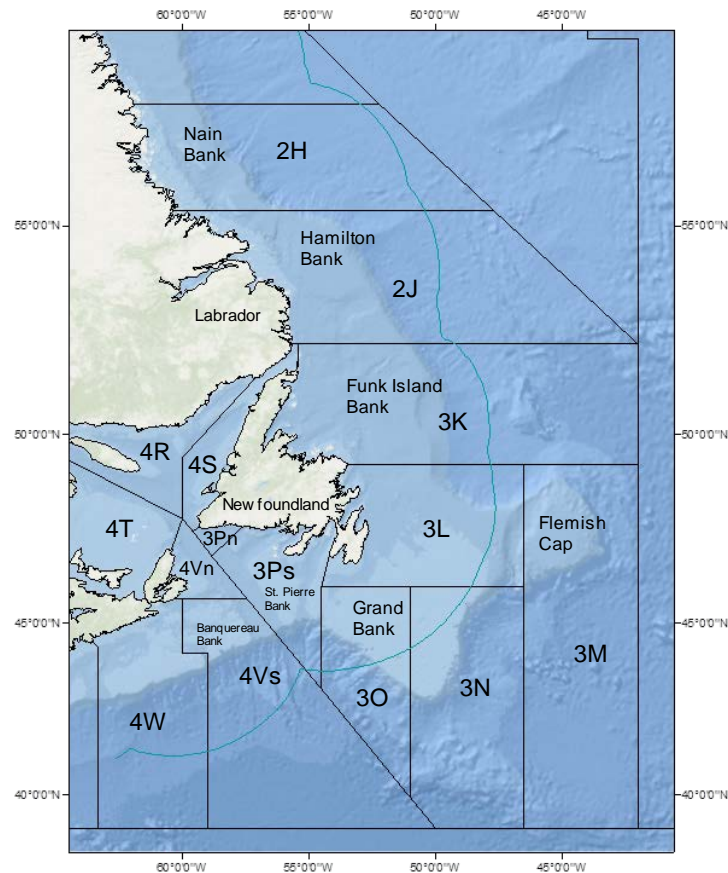 60°0'0"W 55°0'0"W 50°0'0"W 45°0'0"W
Nain
Bank
2H
55°0'0"N
55°0'0"N
Hamilton
Bank
2J
Labrador
Funk Island
Bank
3K
50°0'0"N
50°0'0"N
4R
4S
Newfoundland
4T
3Pn
3L
Flemish
Cap
4Vn
3Ps
St. Pierre
Bank
Grand
Bank
45°0'0"N
45°0'0"N
Banquereau
Bank
4Vs
3M
3O
3N
4W
40°0'0"N
40°0'0"N
60°0'0"W 55°0'0"W 50°0'0"W 45°0'0"W